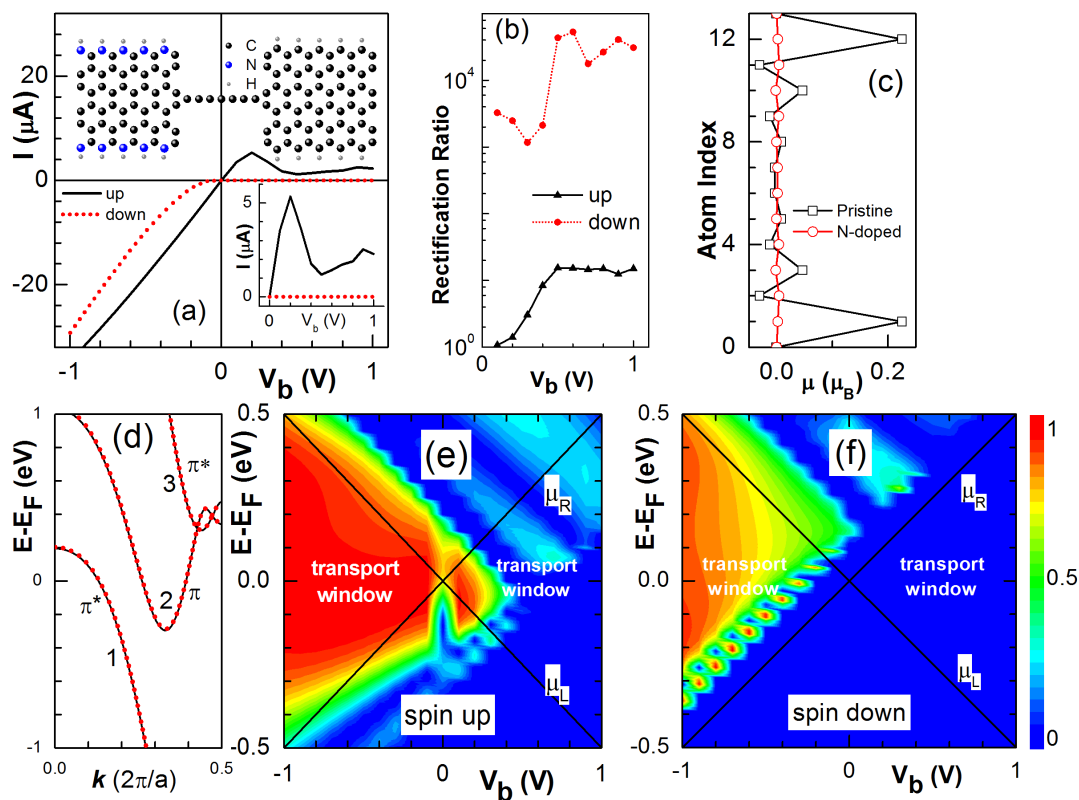 I (μA)
20
0
-20
C
N
H
up
down
(a)
I (μA)
5
0
0
V_b (V)
1
-1
0
1
V_b (V)
(b)
Rectification Ratio
10^4
10^0
up
down
0
1
V_b (V)
(c)
Atom Index
12
8
4
0
Pristine
N-doped
0.0
0.2
μ (μ_B)
(d)
E-E_F (eV)
1
0
-1
π*
3
2
π
π*
1
0.0
0.5
k (2π/a)
(e)
E-E_F (eV)
0.5
0.0
-0.5
μ_R
transport
window
transport
window
μ_L
spin up
-1
0
1
V_b (V)
(f)
E-E_F (eV)
0.5
0.0
-0.5
μ_R
transport
window
transport
window
μ_L
spin down
-1
0
1
V_b (V)
1
0.5
0